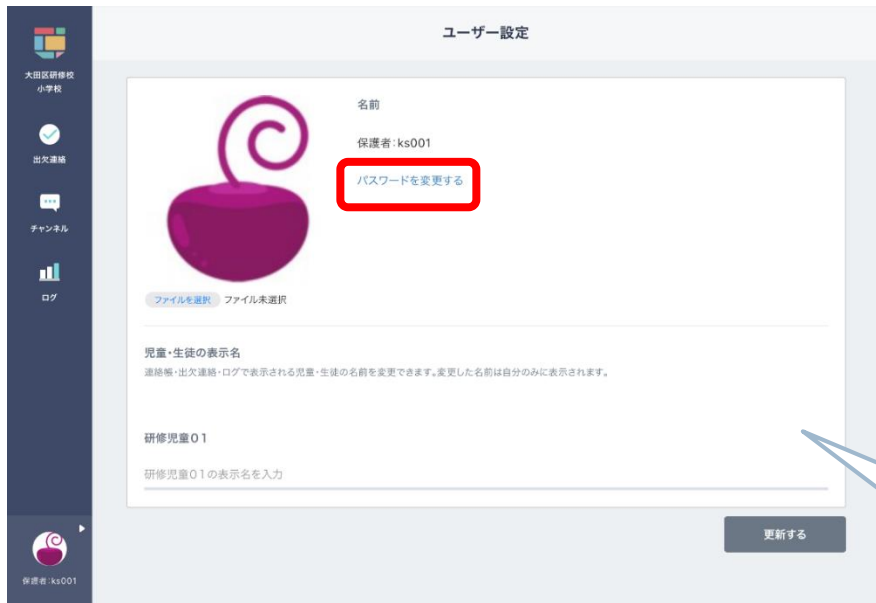 ユーザー設定
大田区研修校
小学校
出欠連絡
チャンネル
ログ
名前
保護者:ks001
パスワードを変更する
ファイルを選択 ファイル未選択
児童・生徒の表示名
連絡帳・出欠連絡・ログで表示される児童・生徒の名前を変更できます。変更した名前は自分のみに表示されます。
研修児童01
研修児童01の表示名を入力
更新する
保護者:ks001